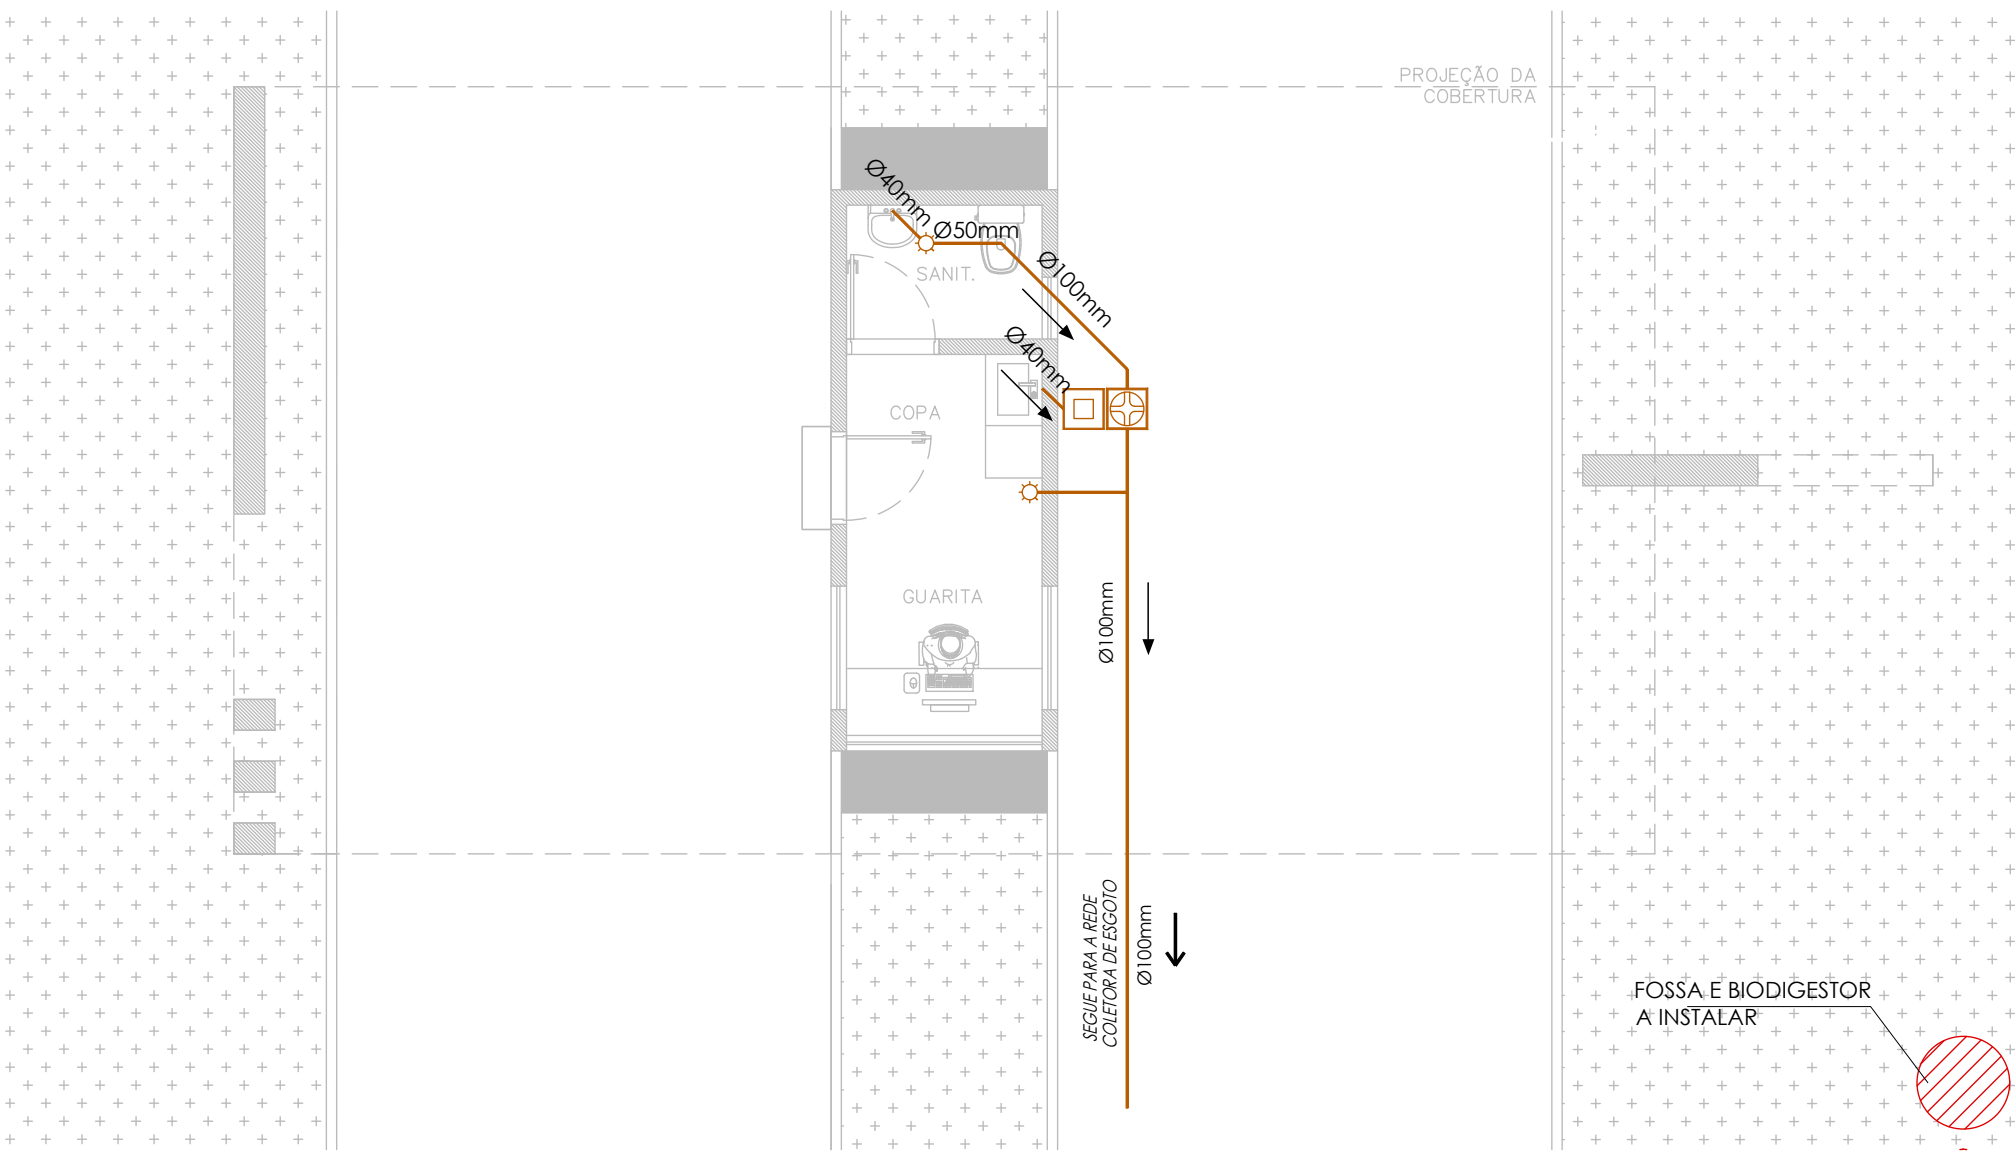 PROJEÇÃO DA
COBERTURA
Ø40mm
Ø50mm
Ø100mm
SANIT.
Ø40mm
COPA
GUARITA
Ø100mm
SEGUE PARA A REDE
COLETORA DE ESGOTO
Ø100mm
FOSSA E BIODIGESTOR
A INSTALAR